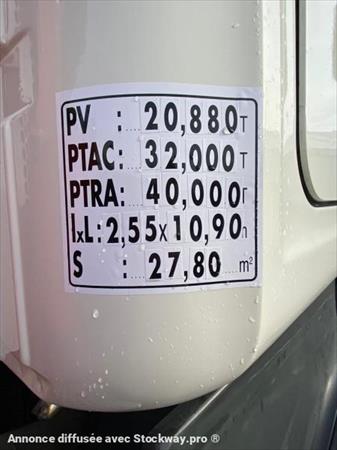 PV : 20,880T
PTAC: 32,000T
PTRA: 40,000T
lxL: 2,55x10,90m
S : 27,80 m²
Annonce diffusée avec Stockway.pro ®